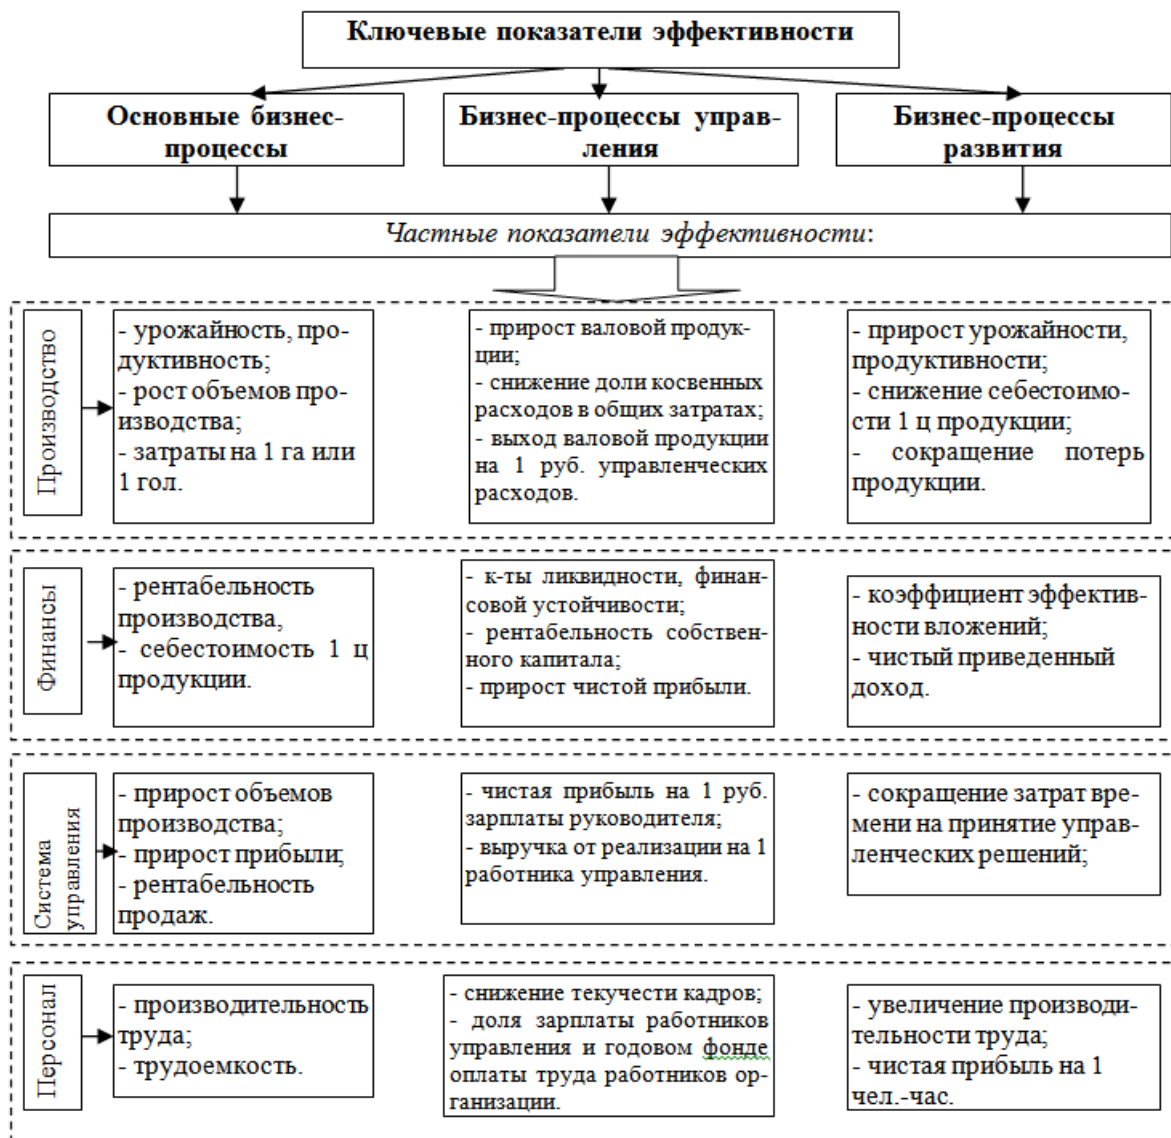 Ключевые показатели эффективности
Основные бизнес-
процессы
Бизнес-процессы управ-
ления
Бизнес-процессы
развития
Частные показатели эффективности:
Производство
- урожайность, про-
дуктивность;
- рост объемов про-
изводства;
- затраты на 1 га или
1 гол.
- прирост валовой продук-
ции;
- снижение доли косвенных
расходов в общих затратах;
- выход валовой продукции
на 1 руб. управленческих
расходов.
- прирост урожайности,
продуктивности;
- снижение себестоимо-
сти 1 ц продукции;
- сокращение потерь
продукции.
Финансы
- рентабельность
производства,
- себестоимость 1 ц
продукции.
- к-ты ликвидности, финан-
совой устойчивости;
- рентабельность собствен-
ного капитала;
- прирост чистой прибыли.
- коэффициент эффектив-
ности вложений;
- чистый приведенный
доход.
Система
управления
- прирост объемов
производства;
- прирост прибыли;
- рентабельность
продаж.
- чистая прибыль на 1 руб.
зарплаты руководителя;
- выручка от реализации на 1
работника управления.
- сокращение затрат вре-
мени на принятие управ-
ленческих решений;
Персонал
- производительность
труда;
- трудоемкость.
- снижение текучести кадров;
- доля зарплаты работников
управления и годовом фонде
оплаты труда работников ор-
ганизации.
- увеличение производи-
тельности труда;
- чистая прибыль на 1
чел.-час.